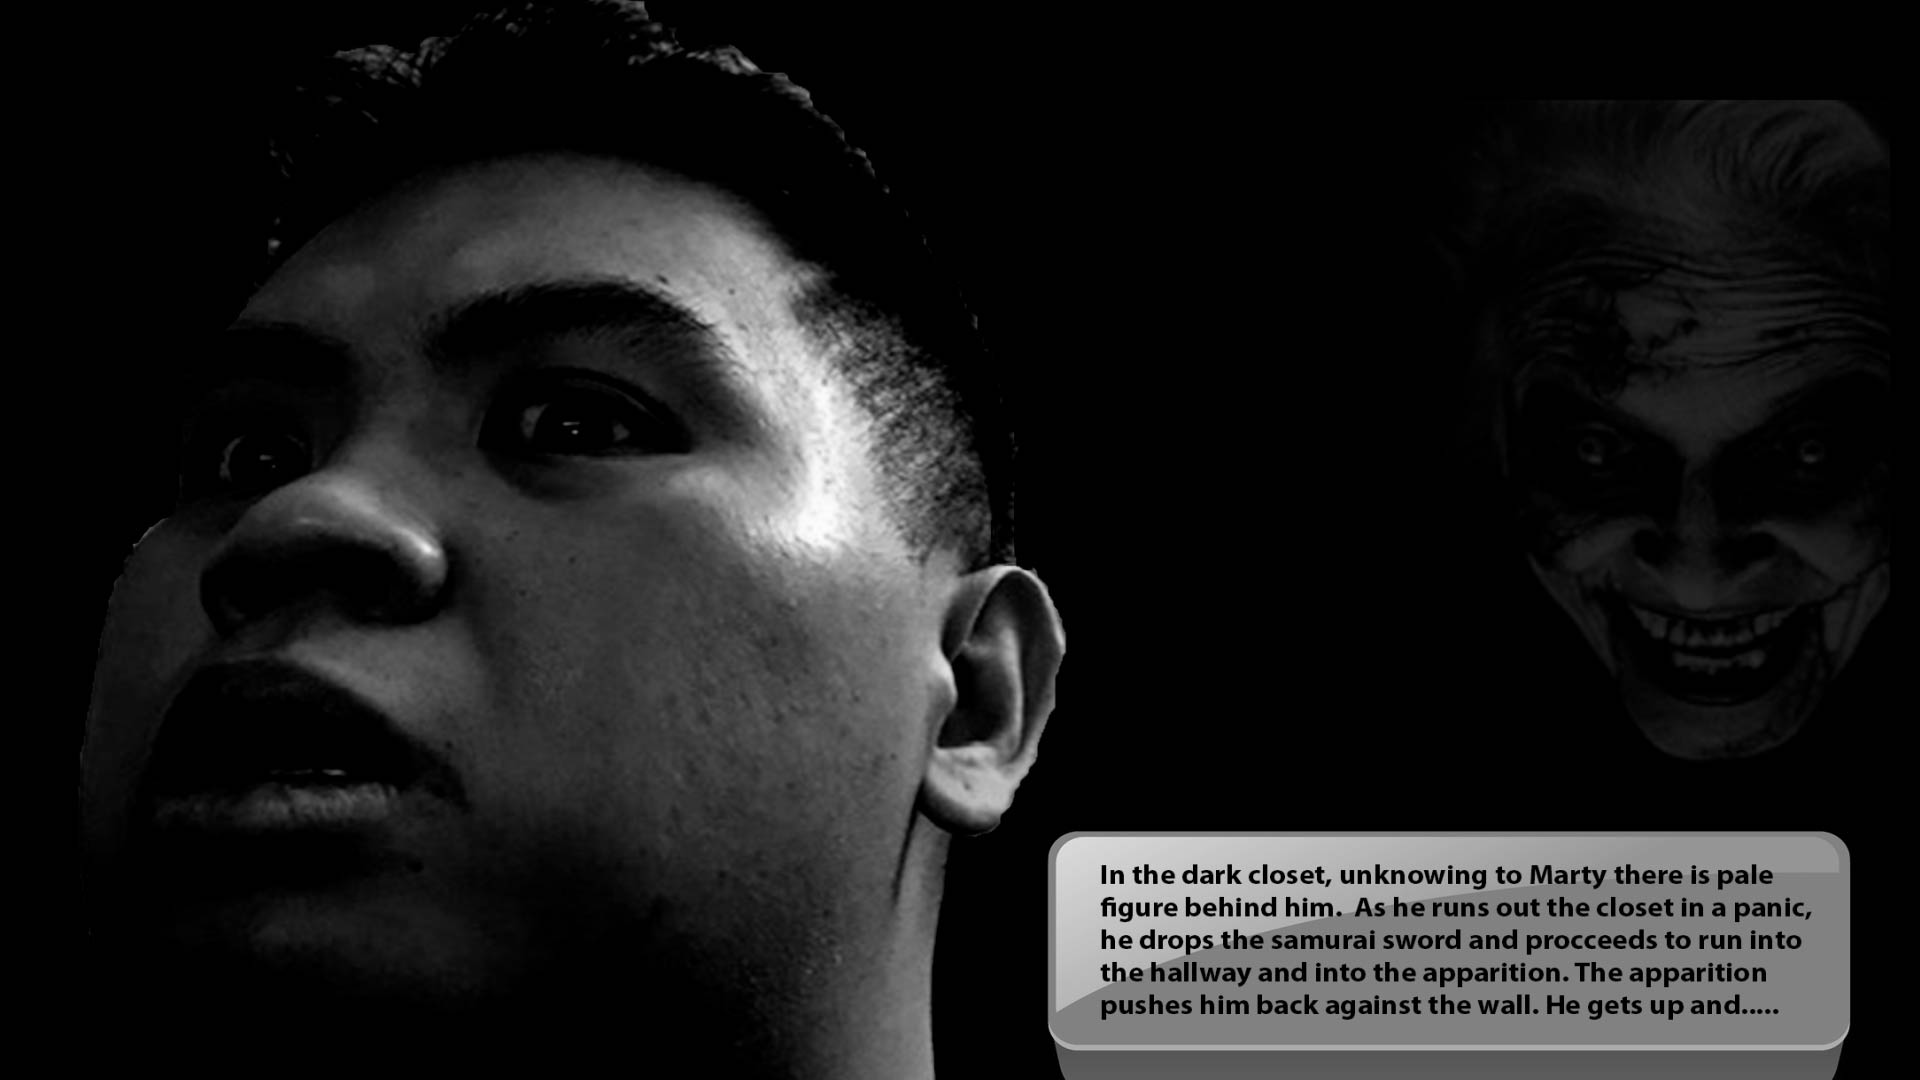 In the dark closet, unknowing to Marty there is pale
figure behind him.  As he runs out the closet in a panic,
he drops the samurai sword and procceeds to run into
the hallway and into the apparition. The apparition
pushes him back against the wall. He gets up and.....